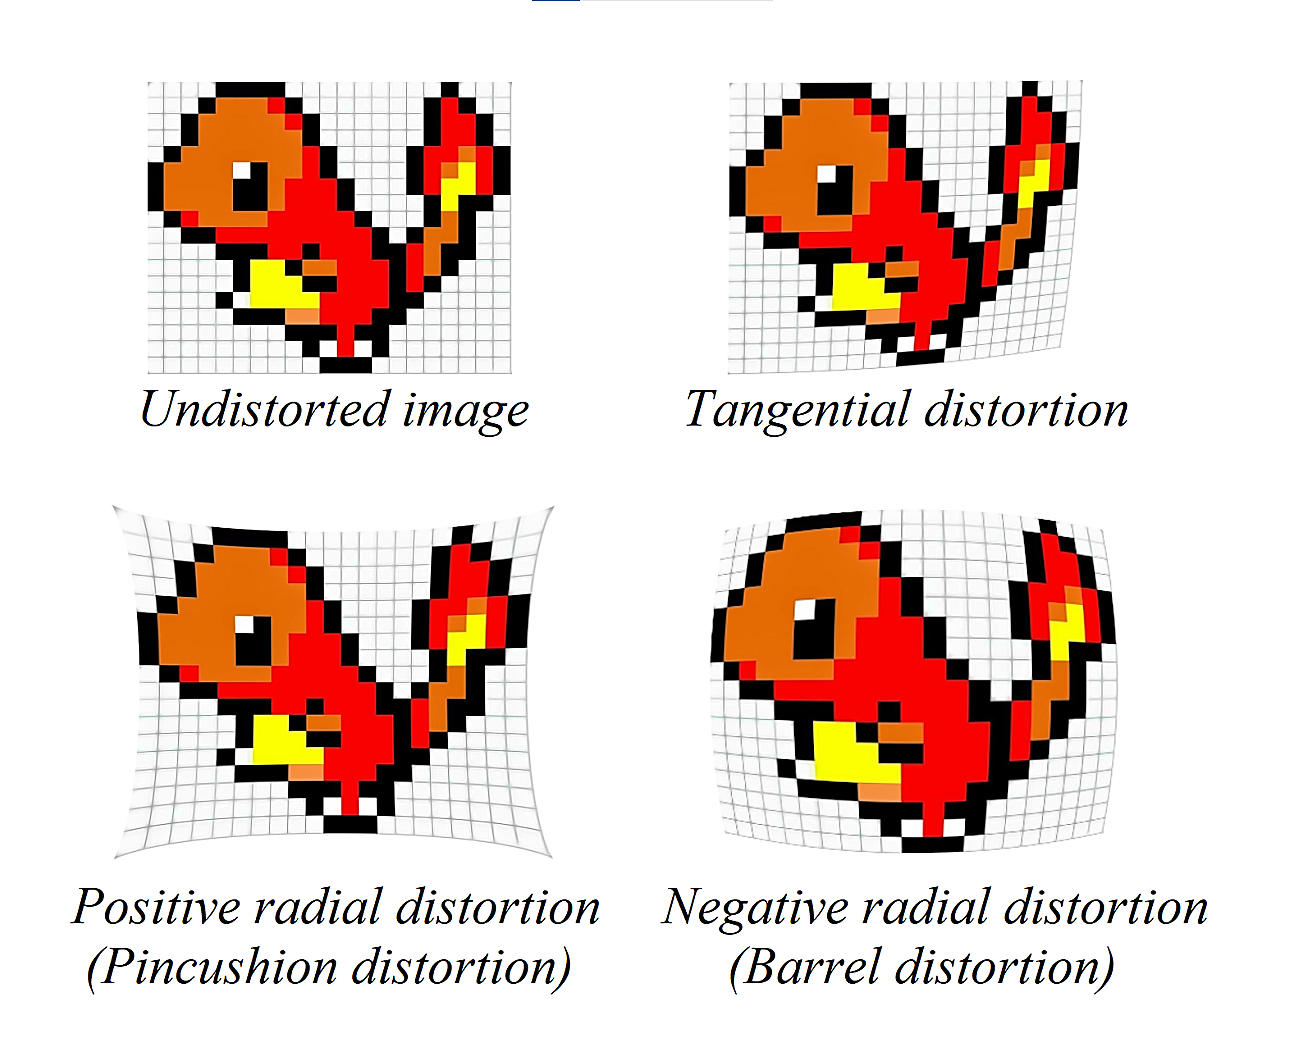 Undistorted image
Tangential distortion
Positive radial distortion
(Pincushion distortion)
Negative radial distortion
(Barrel distortion)